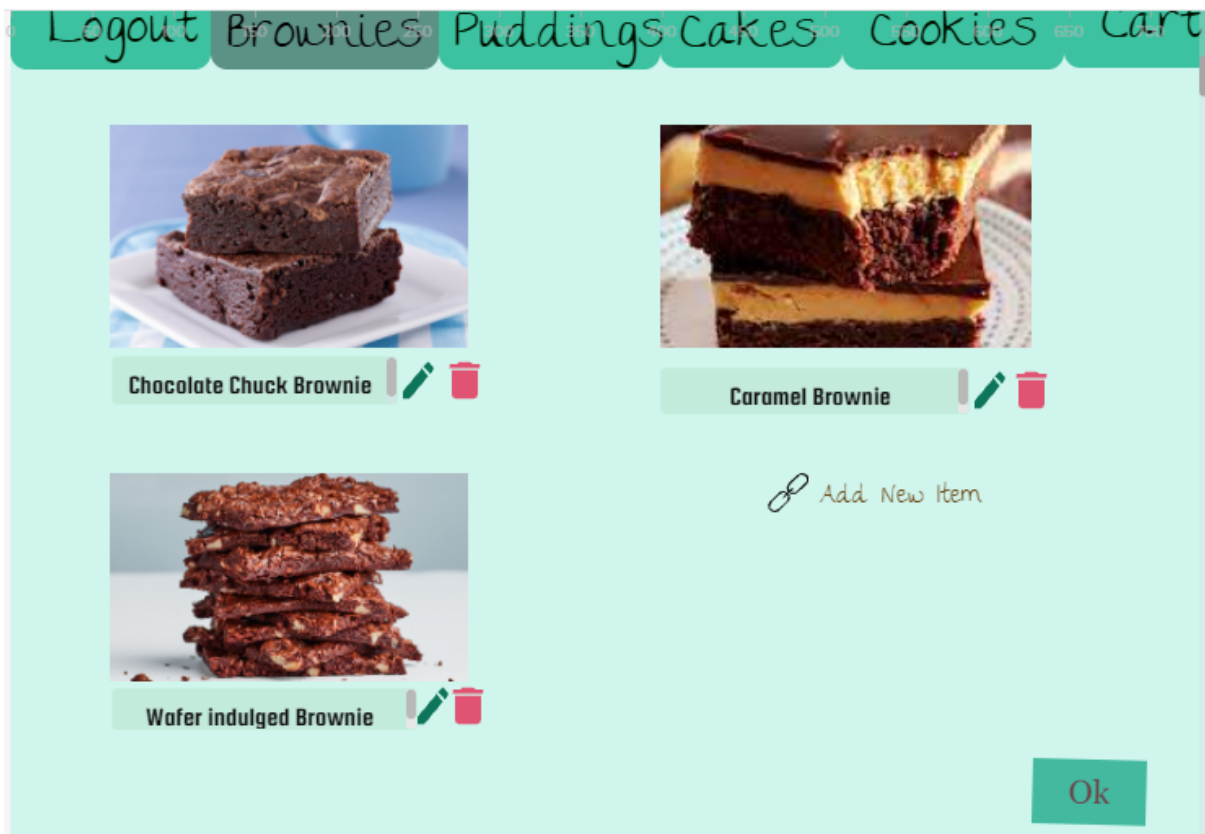 Logout Brownies Puddings Cakes Cookies Cart
Chocolate Chuck Brownie
Caramel Brownie
Add New Item
Wafer indulged Brownie
Ok